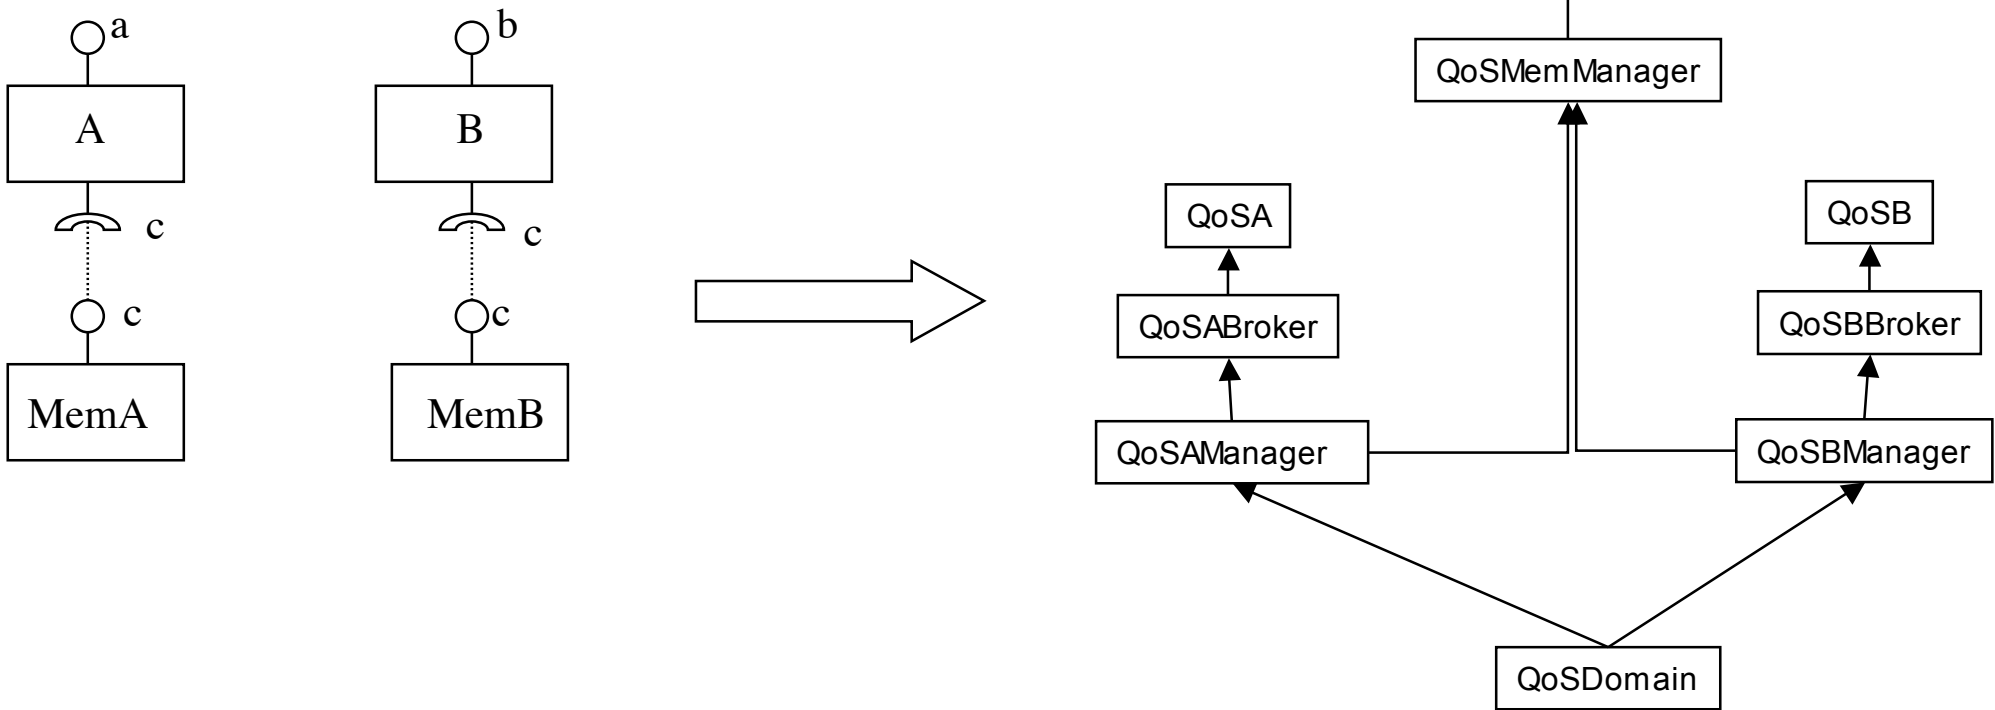 a
b
A
B
c
c
c
c
MemA
MemB
QoSMemManager
QoSA
QoSB
QoSABroker
QoSBBroker
QoSAManager
QoSBManager
QoSDomain